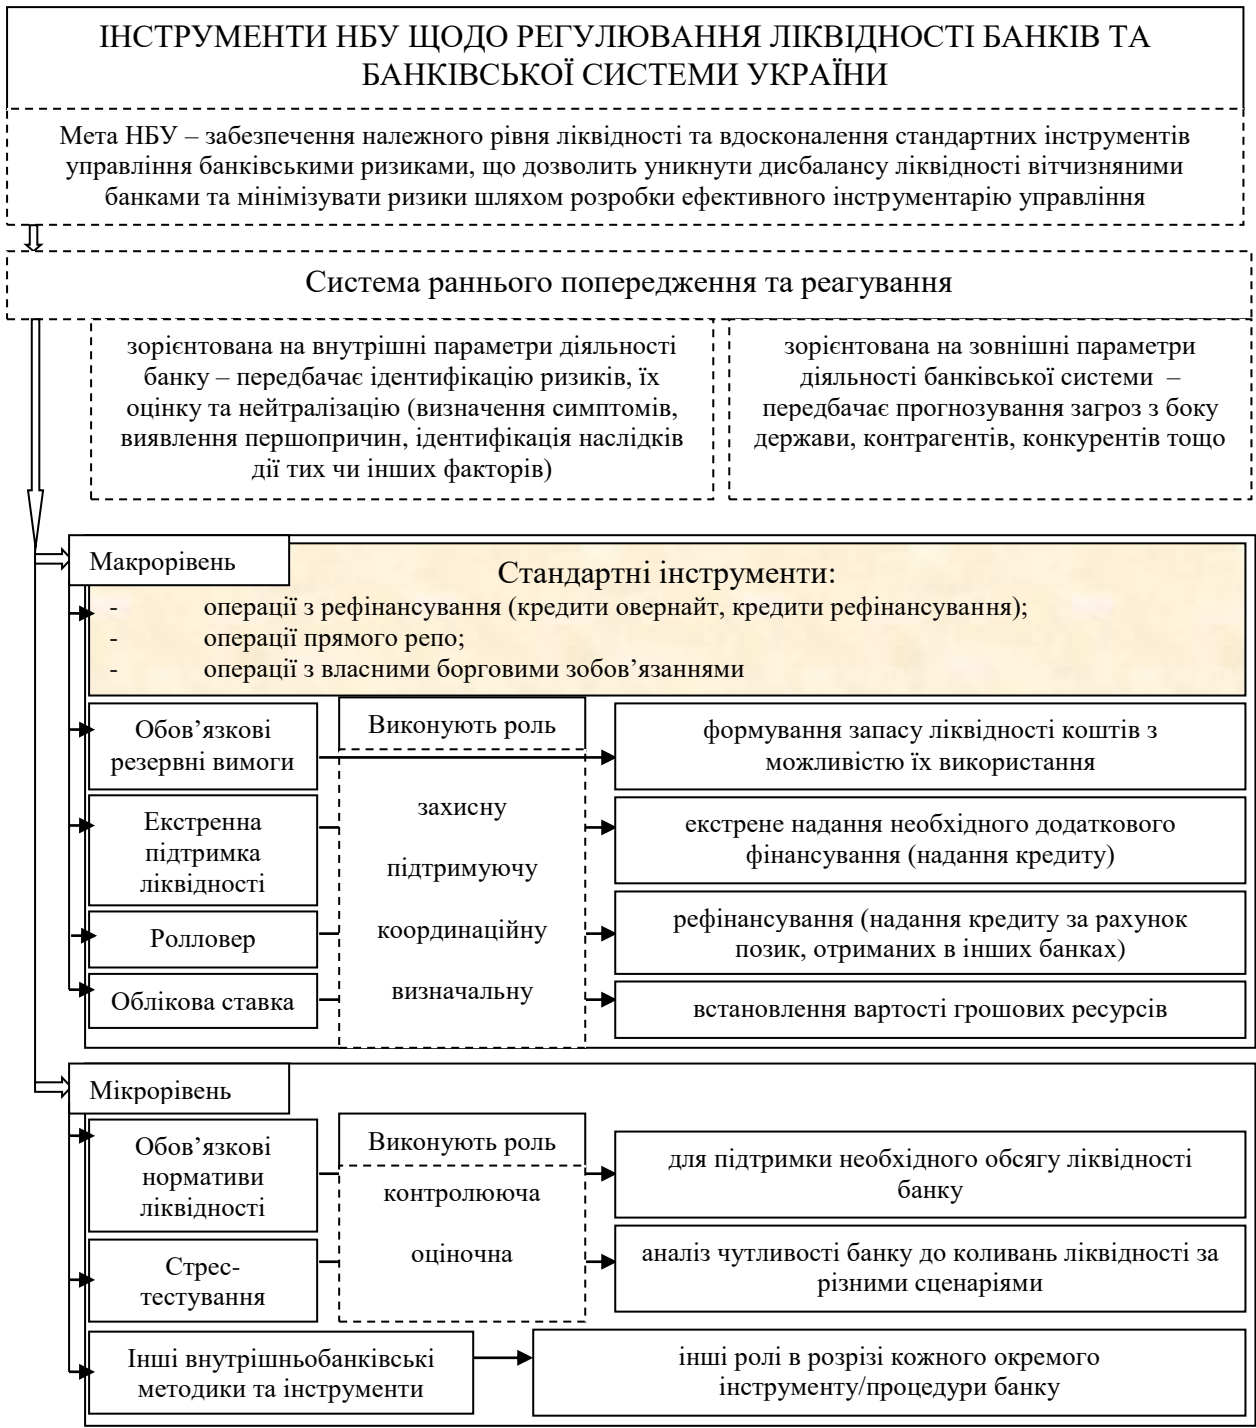 ІНСТРУМЕНТИ НБУ ЩОДО РЕГУЛЮВАННЯ ЛІКВІДНОСТІ БАНКІВ ТА
БАНКІВСЬКОЇ СИСТЕМИ УКРАЇНИ
Мета НБУ – забезпечення належного рівня ліквідності та вдосконалення стандартних інструментів
управління банківськими ризиками, що дозволить уникнути дисбалансу ліквідності вітчизняними
банками та мінімізувати ризики шляхом розробки ефективного інструментарію управління
Система раннього попередження та реагування
зорієнтована на внутрішні параметри діяльності
банку – передбачає ідентифікацію ризиків, їх
оцінку та нейтралізацію (визначення симптомів,
виявлення першопричин, ідентифікація наслідків
дії тих чи інших факторів)
зорієнтована на зовнішні параметри
діяльності банківської системи –
передбачає прогнозування загроз з боку
держави, контрагентів, конкурентів тощо
Макрорівень
Стандартні інструменти:
- операції з рефінансування (кредити овернайт, кредити рефінансування);
- операції прямого репо;
- операції з власними борговими зобов’язаннями
Обов’язкові
резервні вимоги
Виконують роль
формування запасу ліквідності коштів з
можливістю їх використання
Екстренна
підтримка
ліквідності
захисну
підтримуючу
координаційну
визначальну
екстрене надання необхідного додаткового
фінансування (надання кредиту)
Ролловер
рефінансування (надання кредиту за рахунок
позик, отриманих в інших банках)
Облікова ставка
встановлення вартості грошових ресурсів
Мікрорівень
Обов’язкові
нормативи
ліквідності
Виконують роль
контролююча
оціночна
для підтримки необхідного обсягу ліквідності
банку
Стрес-
тестування
аналіз чутливості банку до коливань ліквідності за
різними сценаріями
Інші внутрішньобанківські
методики та інструменти
інші ролі в розрізі кожного окремого
інструменту/процедури банку